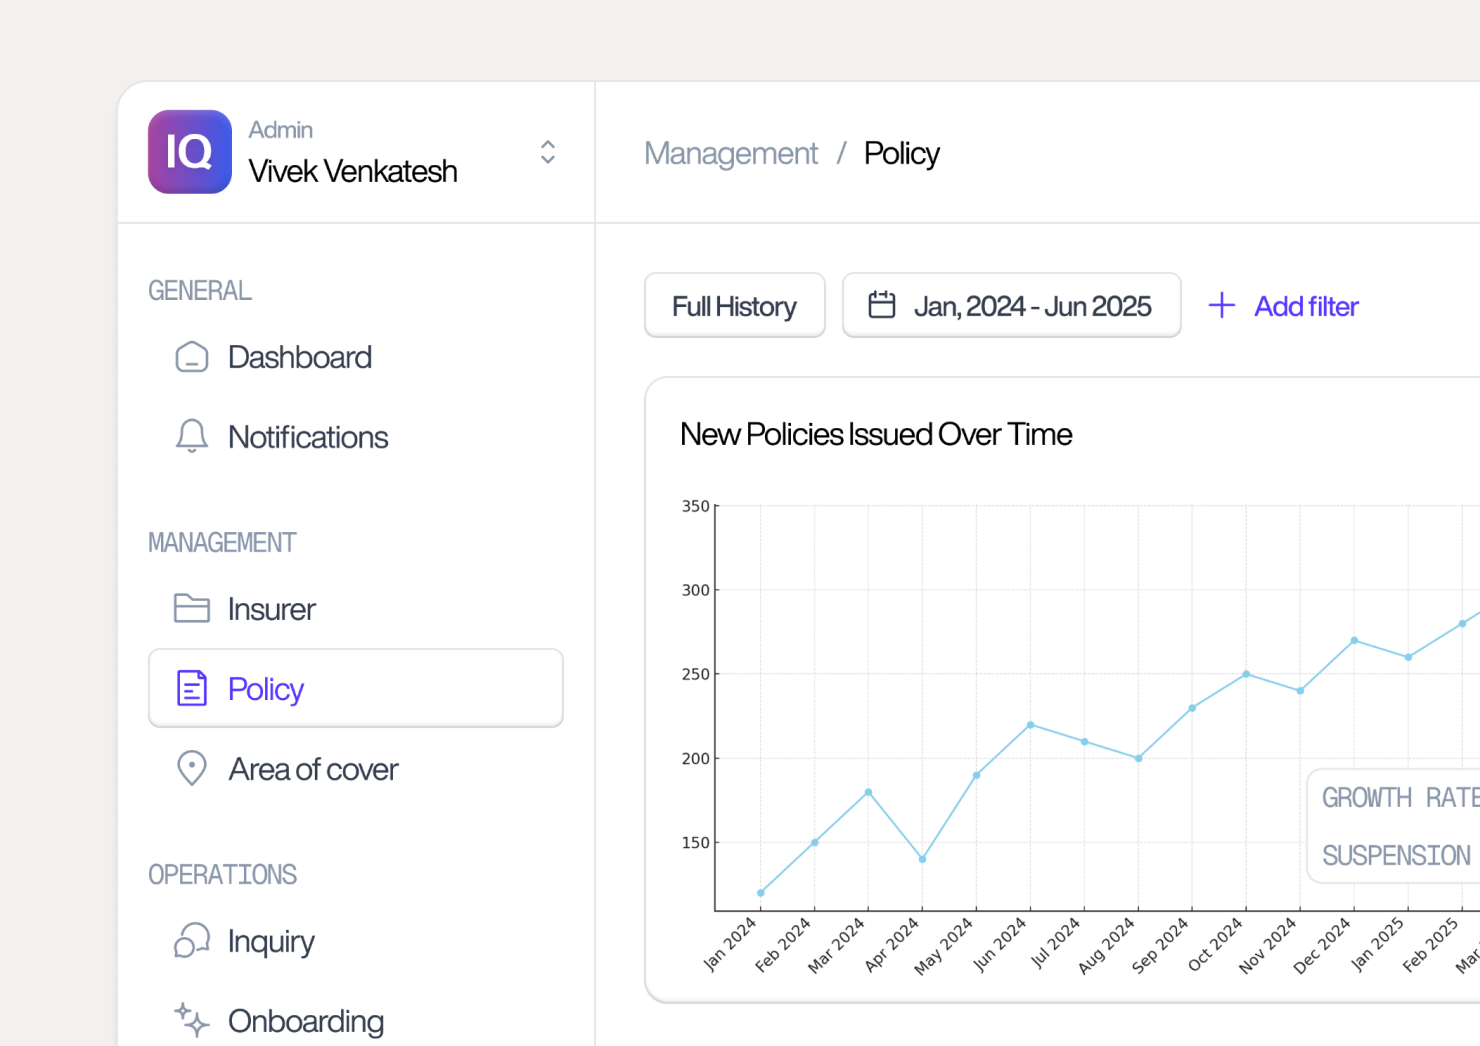 IQ
Admin
Vivek Venkatesh
Management / Policy
GENERAL
Dashboard
Notifications
MANAGEMENT
Insurer
Policy
Area of cover
OPERATIONS
Inquiry
Onboarding
Full History
Jan, 2024 - Jun 2025
Add filter
New Policies Issued Over Time
350
300
250
200
150
GROWTH RATE
SUSPENSION
Jan 2024
Feb 2024
Mar 2024
Apr 2024
May 2024
Jun 2024
Jul 2024
Aug 2024
Sep 2024
Oct 2024
Nov 2024
Dec 2024
Jan 2025
Feb 2025
Mar